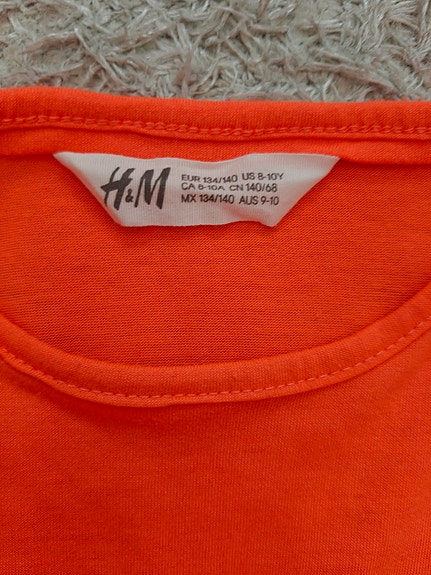 H&M
EUR 134/140 US 8-10Y
CA 8-10A CN 140/68
MX 134/140 AUS 9-10